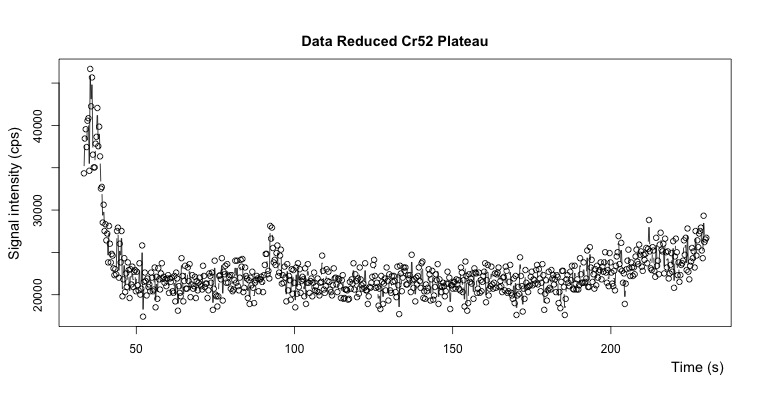 Data Reduced Cr52 Plateau
Signal intensity (cps)
40000
30000
20000
50
100
150
200
Time (s)